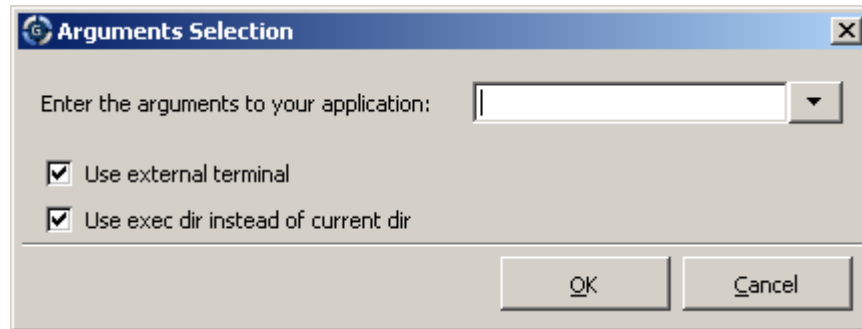 Arguments Selection
Enter the arguments to your application:
Use external terminal
Use exec dir instead of current dir
OK Cancel